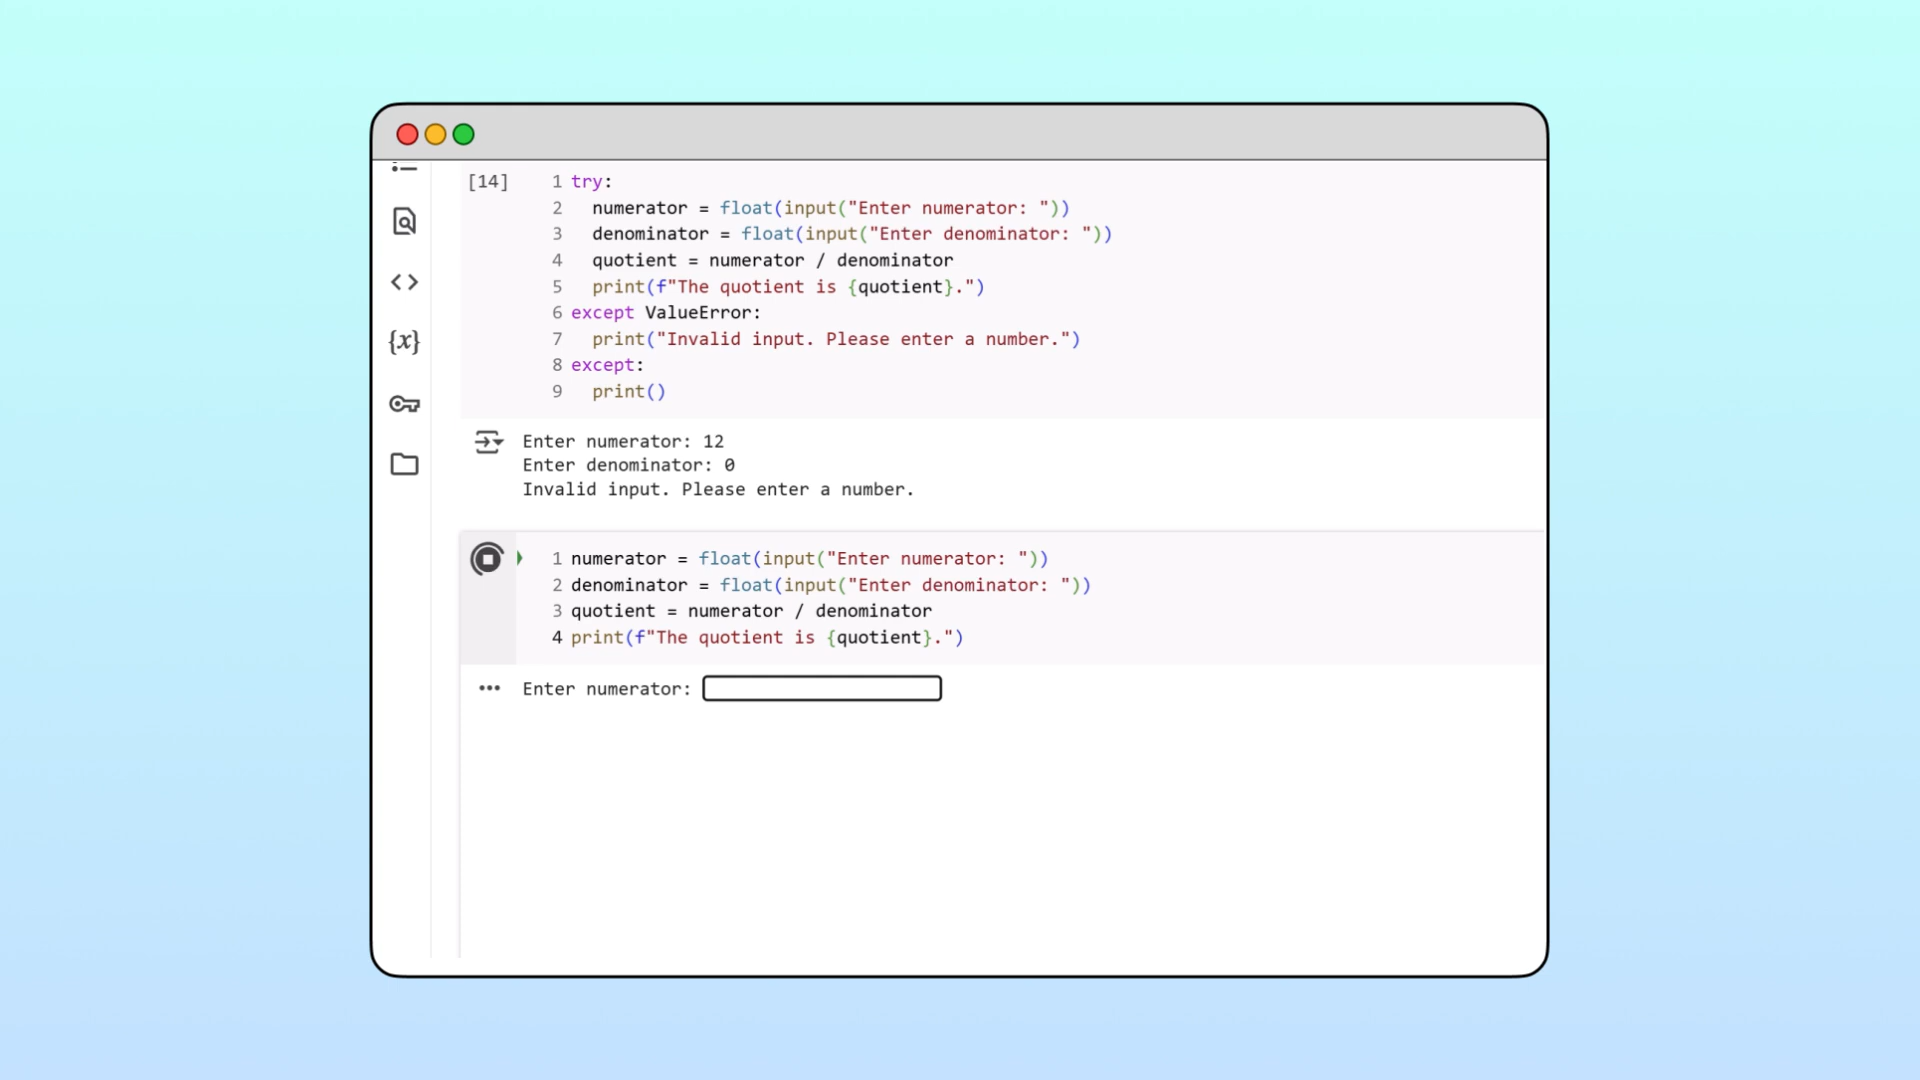 [14] 1 try:
2 numerator = float(input("Enter numerator: "))
3 denominator = float(input("Enter denominator: "))
4 quotient = numerator / denominator
5 print(f"The quotient is {quotient}.")
6 except ValueError:
7 print("Invalid input. Please enter a number.")
8 except:
9 print()
{x}
Enter numerator: 12
Enter denominator: 0
Invalid input. Please enter a number.
1 numerator = float(input("Enter numerator: "))
2 denominator = float(input("Enter denominator: "))
3 quotient = numerator / denominator
4 print(f"The quotient is {quotient}.")
Enter numerator: